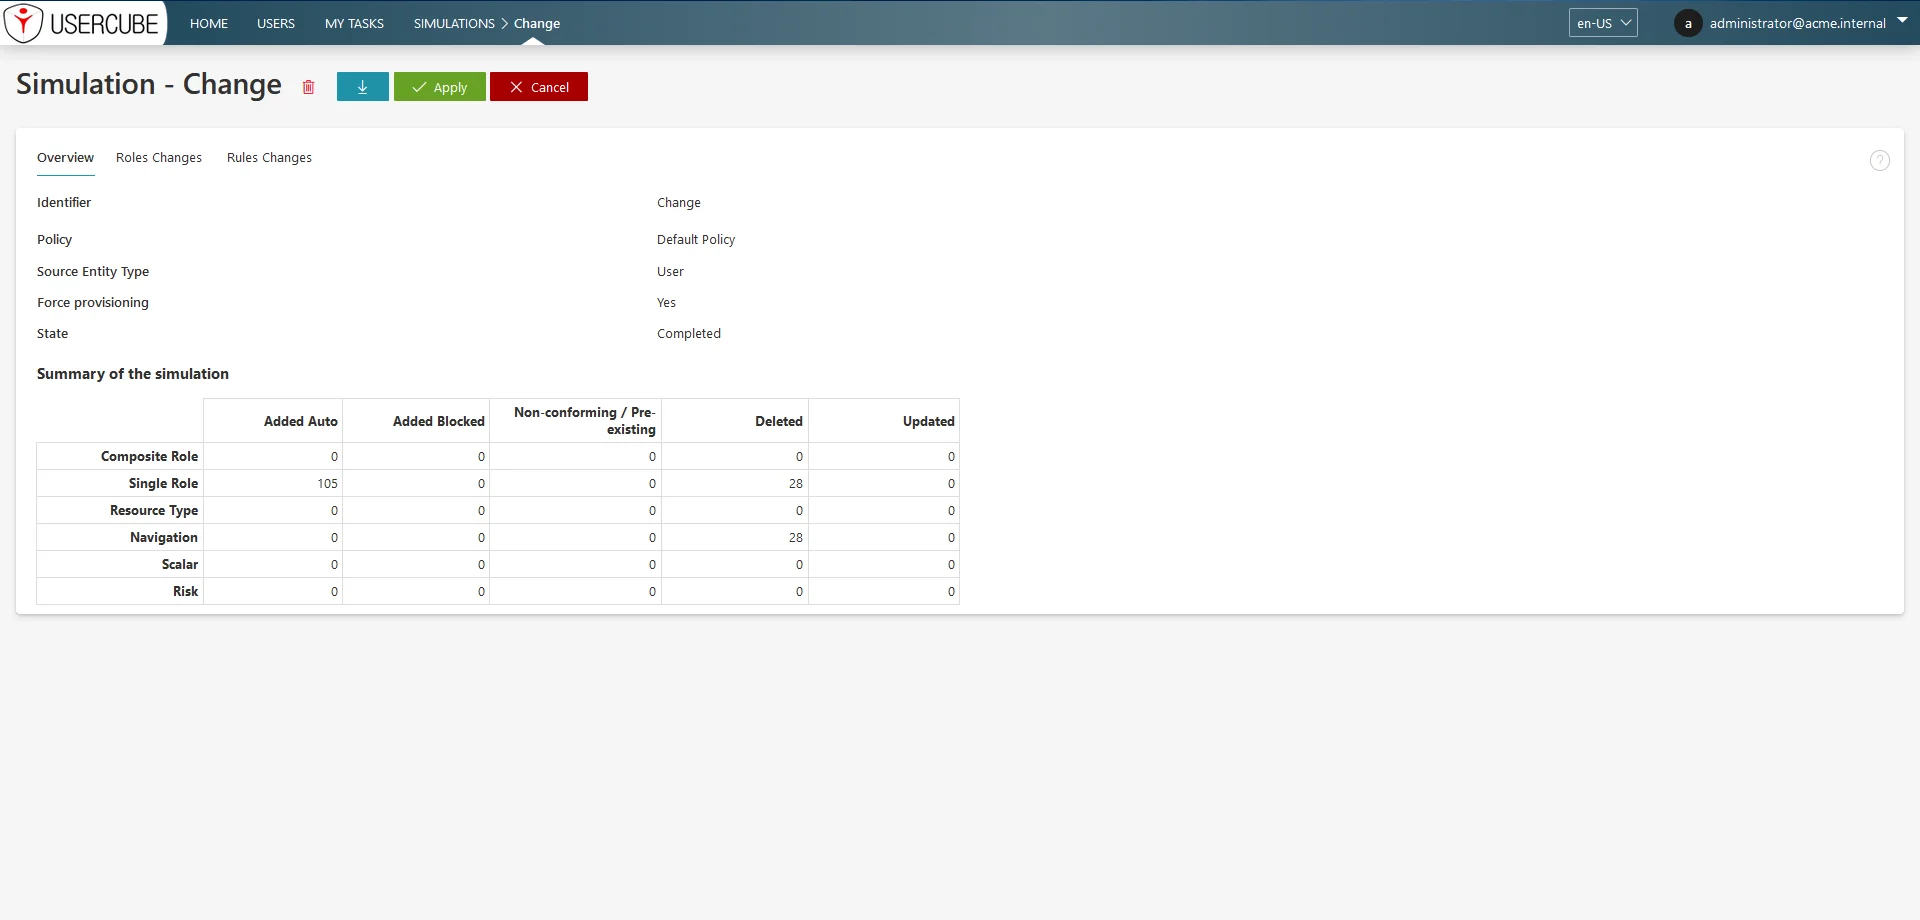 USERCUBE HOME USERS MY TASKS SIMULATIONS > Change en-US a administrator@acme.internal
Simulation - Change Apply Cancel
Overview Roles Changes Rules Changes ?
Identifier Change
Policy Default Policy
Source Entity Type User
Force provisioning Yes
State Completed
Summary of the simulation
Added Auto Added Blocked Non-conforming / Pre-
existing Deleted Updated
Composite Role 0 0 0 0 0
Single Role 105 0 0 28 0
Resource Type 0 0 0 0 0
Navigation 0 0 0 28 0
Scalar 0 0 0 0 0
Risk 0 0 0 0 0